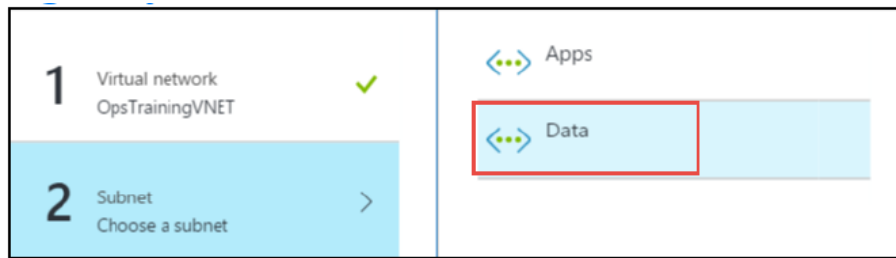 1
Virtual network
OpsTrainingVNET
2
Subnet
Choose a subnet
Apps
Data